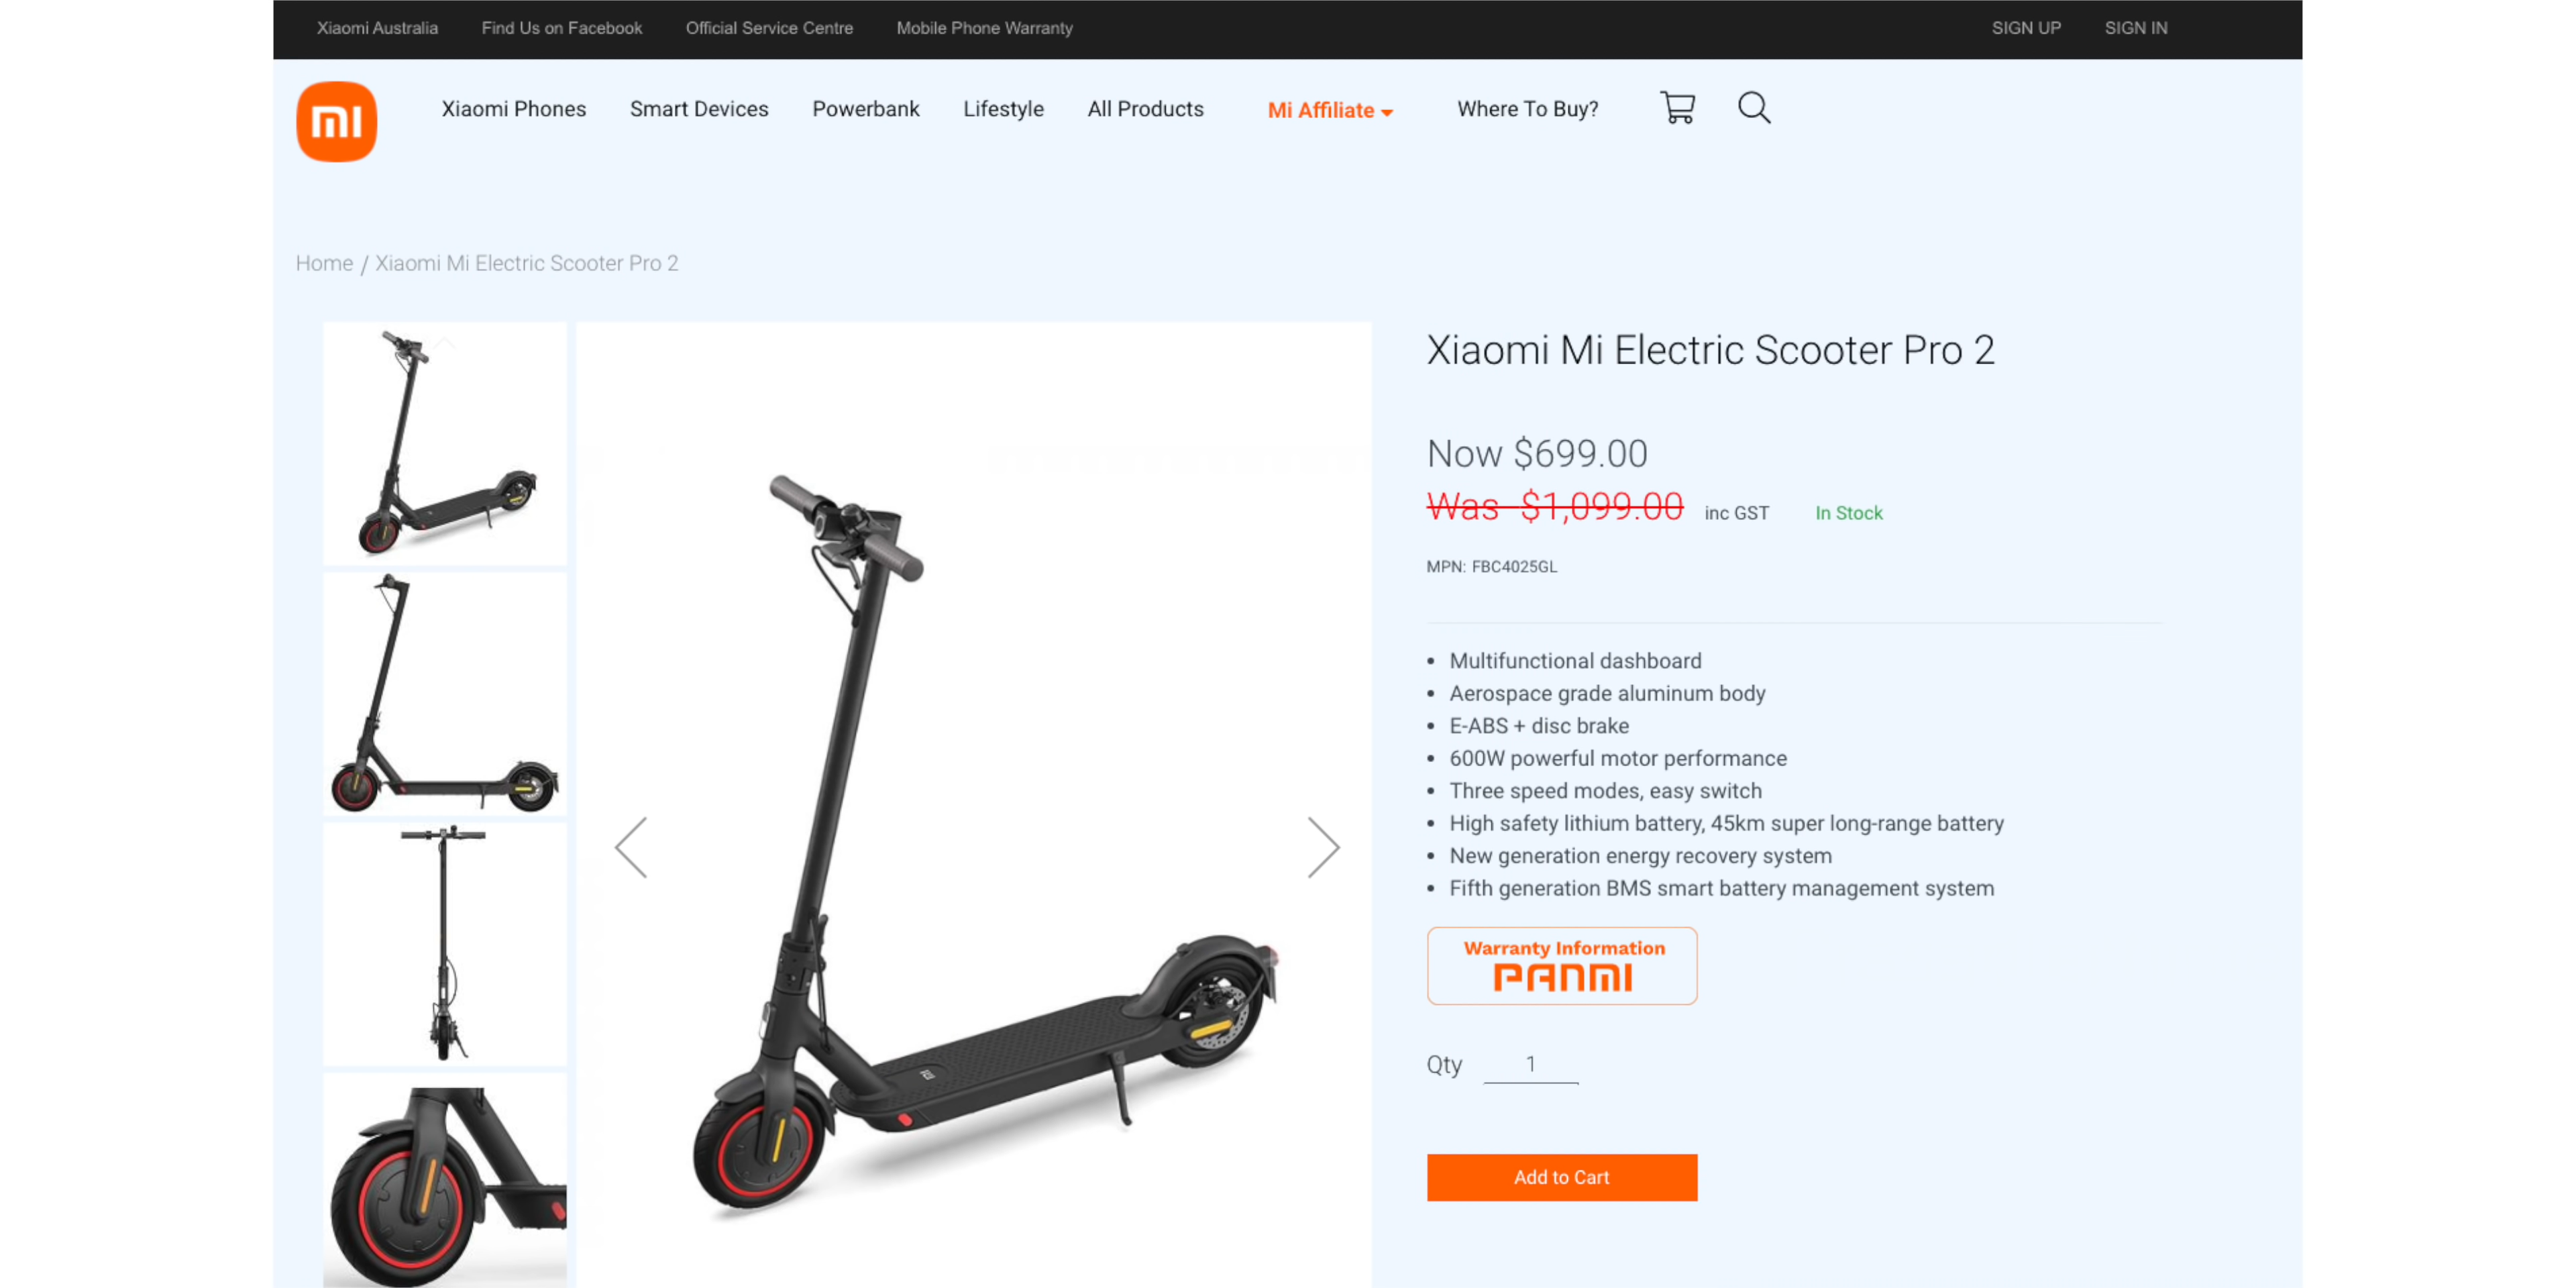 Xiaomi Australia Find Us on Facebook Official Service Centre Mobile Phone Warranty SIGN UP SIGN IN
mi Xiaomi Phones Smart Devices Powerbank Lifestyle All Products Mi Affiliate Where To Buy?
Home / Xiaomi Mi Electric Scooter Pro 2
Xiaomi Mi Electric Scooter Pro 2
Now $699.00
Was $1,099.00 inc GST In Stock
MPN: FBC4025GL
• Multifunctional dashboard
• Aerospace grade aluminum body
• E-ABS + disc brake
• 600W powerful motor performance
• Three speed modes, easy switch
• High safety lithium battery, 45km super long-range battery
• New generation energy recovery system
• Fifth generation BMS smart battery management system
Warranty Information
PANMI
Qty 1
Add to Cart